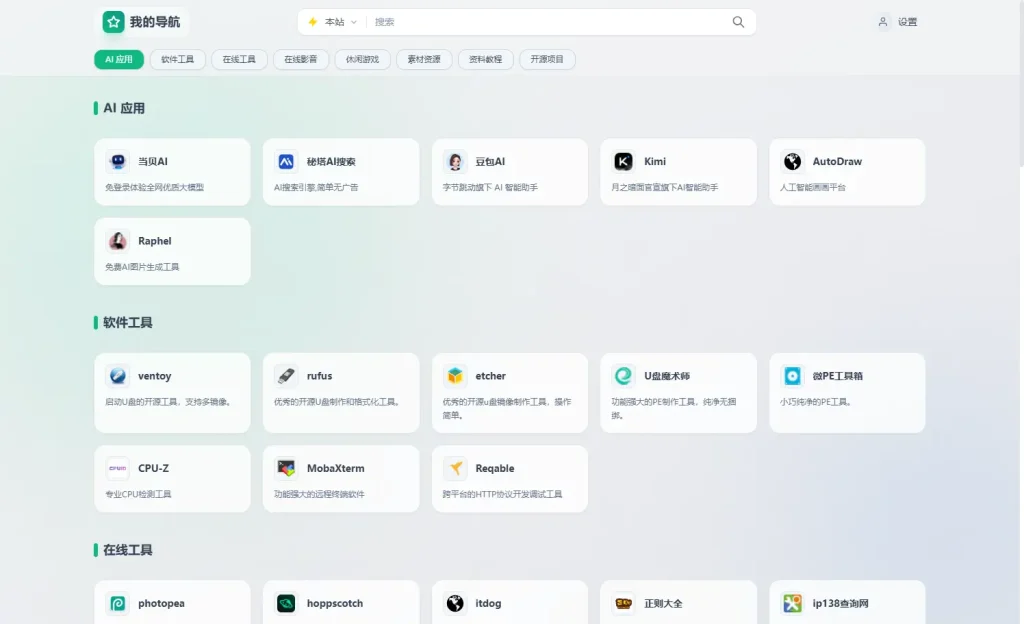 我的导航
本站
搜索
设置
AI 应用
软件工具
在线工具
在线影音
休闲游戏
素材资源
资料教程
开源项目
AI 应用
当贝AI
免登录体验全网优质大模型
秘塔AI搜索
AI搜索引擎,简单无广告
豆包AI
字节跳动旗下 AI 智能助手
Kimi
月之暗面官宣旗下AI智能助手
AutoDraw
人工智能画画平台
Raphel
免费AI图片生成工具
软件工具
ventoy
启动U盘的开源工具，支持多镜像。
rufus
优秀的开源U盘制作和格式化工具。
etcher
优秀的开源u盘镜像制作工具，操作
简单。
U盘魔术师
功能强大的PE制作工具，纯净无捆
绑。
微PE工具箱
小巧纯净的PE工具。
CPU-Z
专业CPU检测工具
MobaXterm
功能强大的远程终端软件
Reqable
跨平台的HTTP协议开发调试工具
在线工具
photopea
hoppscotch
itdog
正则大全
ip138查询网